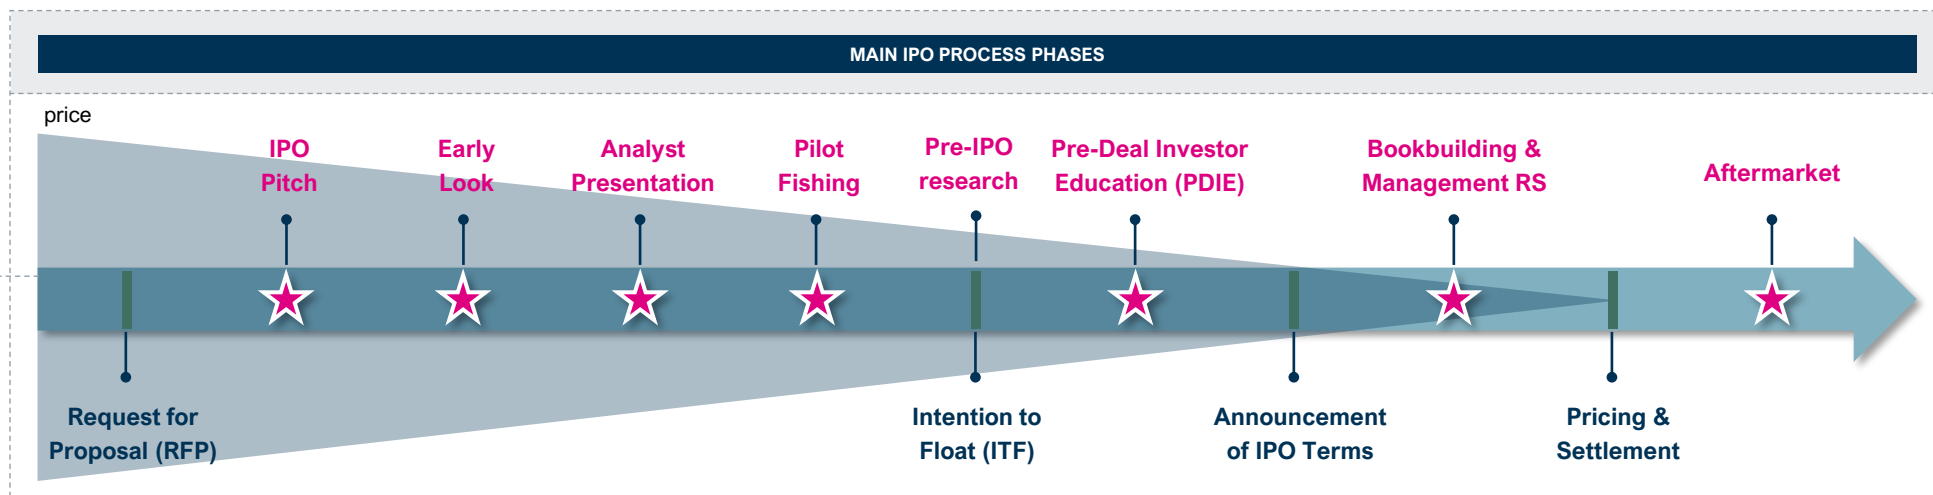 MAIN IPO PROCESS PHASES
price
IPO
Pitch
Early
Look
Analyst
Presentation
Pilot
Fishing
Pre-IPO
research
Pre-Deal Investor
Education (PDIE)
Bookbuilding &
Management RS
Aftermarket
Request for
Proposal (RFP)
Intention to
Float (ITF)
Announcement
of IPO Terms
Pricing &
Settlement